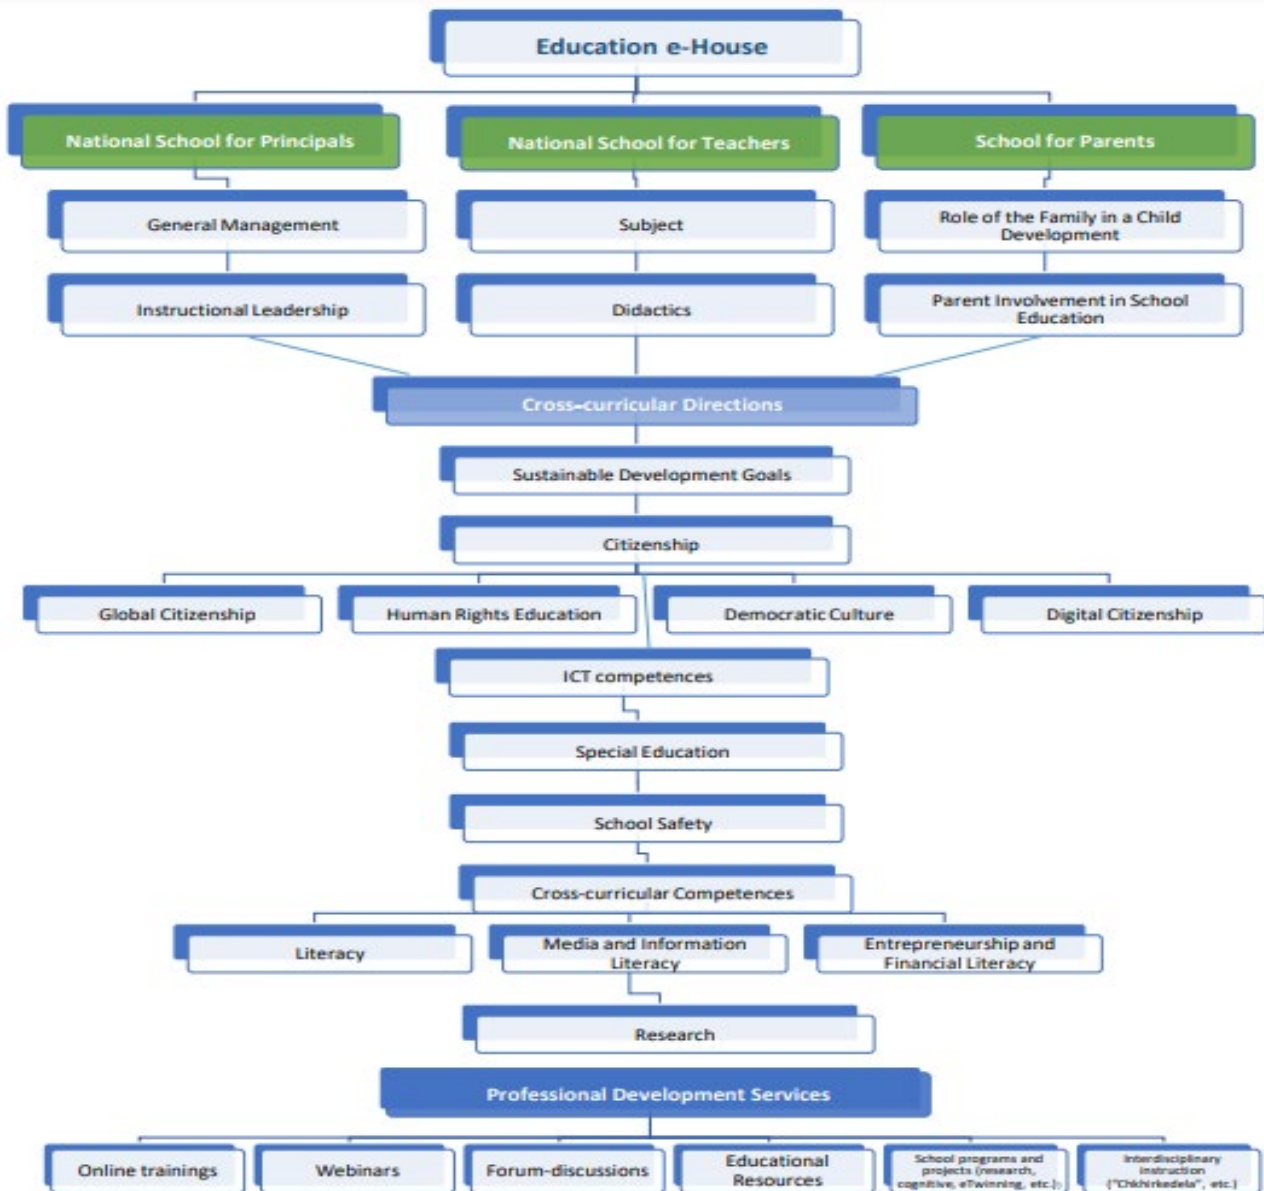 Education e-House
National School for Principals
National School for Teachers
School for Parents
General Management
Subject
Role of the Family in a Child
Development
Instructional Leadership
Didactics
Parent Involvement in School
Education
Cross-curricular Directions
Sustainable Development Goals
Citizenship
Global Citizenship
Human Rights Education
Democratic Culture
Digital Citizenship
ICT competences
Special Education
School Safety
Cross-curricular Competences
Literacy
Media and Information
Literacy
Entrepreneurship and
Financial Literacy
Research
Professional Development Services
Online trainings
Webinars
Forum-discussions
Educational
Resources
School programs and
projects (research,
cognitive, eTwinning, etc.);
Interdisciplinary
instruction
("Chkhirkedela", etc.)